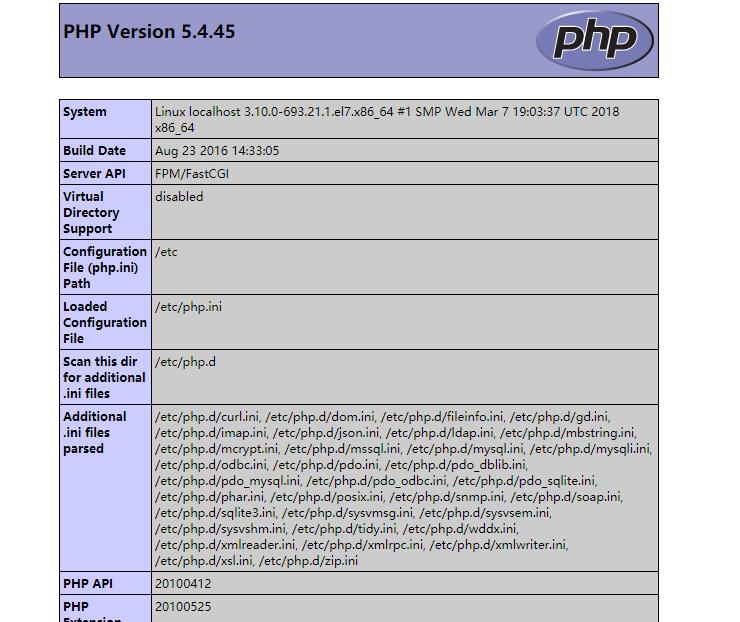 PHP Version 5.4.45
php
System
Linux localhost 3.10.0-693.21.1.el7.x86_64 #1 SMP Wed Mar 7 19:03:37 UTC 2018
x86_64
Build Date
Aug 23 2016 14:33:05
Server API
FPM/FastCGI
Virtual
Directory
Support
disabled
Configuration
File (php.ini)
Path
/etc
Loaded
Configuration
File
/etc/php.ini
Scan this dir
for additional
.ini files
/etc/php.d
Additional
.ini files
parsed
/etc/php.d/curl.ini, /etc/php.d/dom.ini, /etc/php.d/fileinfo.ini, /etc/php.d/gd.ini,
/etc/php.d/imap.ini, /etc/php.d/json.ini, /etc/php.d/ldap.ini, /etc/php.d/mbstring.ini,
/etc/php.d/mcrypt.ini, /etc/php.d/mssql.ini, /etc/php.d/mysql.ini, /etc/php.d/mysqli.ini,
/etc/php.d/odbc.ini, /etc/php.d/pdo.ini, /etc/php.d/pdo_dblib.ini,
/etc/php.d/pdo_mysql.ini, /etc/php.d/pdo_odbc.ini, /etc/php.d/pdo_sqlite.ini,
/etc/php.d/phar.ini, /etc/php.d/posix.ini, /etc/php.d/snmp.ini, /etc/php.d/soap.ini,
/etc/php.d/sqlite3.ini, /etc/php.d/sysvmsg.ini, /etc/php.d/sysvsem.ini,
/etc/php.d/sysvshm.ini, /etc/php.d/tidy.ini, /etc/php.d/wddx.ini,
/etc/php.d/xmlreader.ini, /etc/php.d/xmlrpc.ini, /etc/php.d/xmlwriter.ini,
/etc/php.d/xsl.ini, /etc/php.d/zip.ini
PHP API
20100412
PHP
Extension
20100525